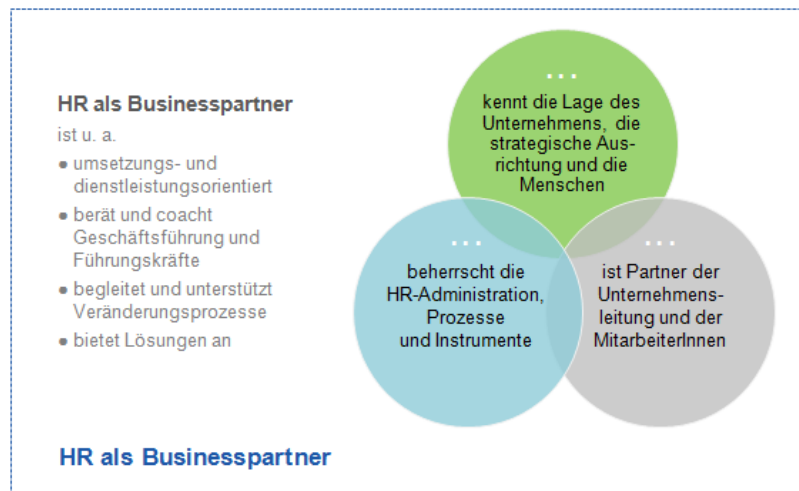 HR als Businesspartner
ist u. a.
● umsetzungs- und
dienstleistungsorientiert
● berät und coacht
Geschäftsführung und
Führungskräfte
● begleitet und unterstützt
Veränderungsprozesse
● bietet Lösungen an
...
kennt die Lage des
Unternehmens, die
strategische Aus-
richtung und die
Menschen
...
beherrscht die
HR-Administration,
Prozesse
und Instrumente
...
ist Partner der
Unternehmens-
leitung und der
MitarbeiterInnen
HR als Businesspartner